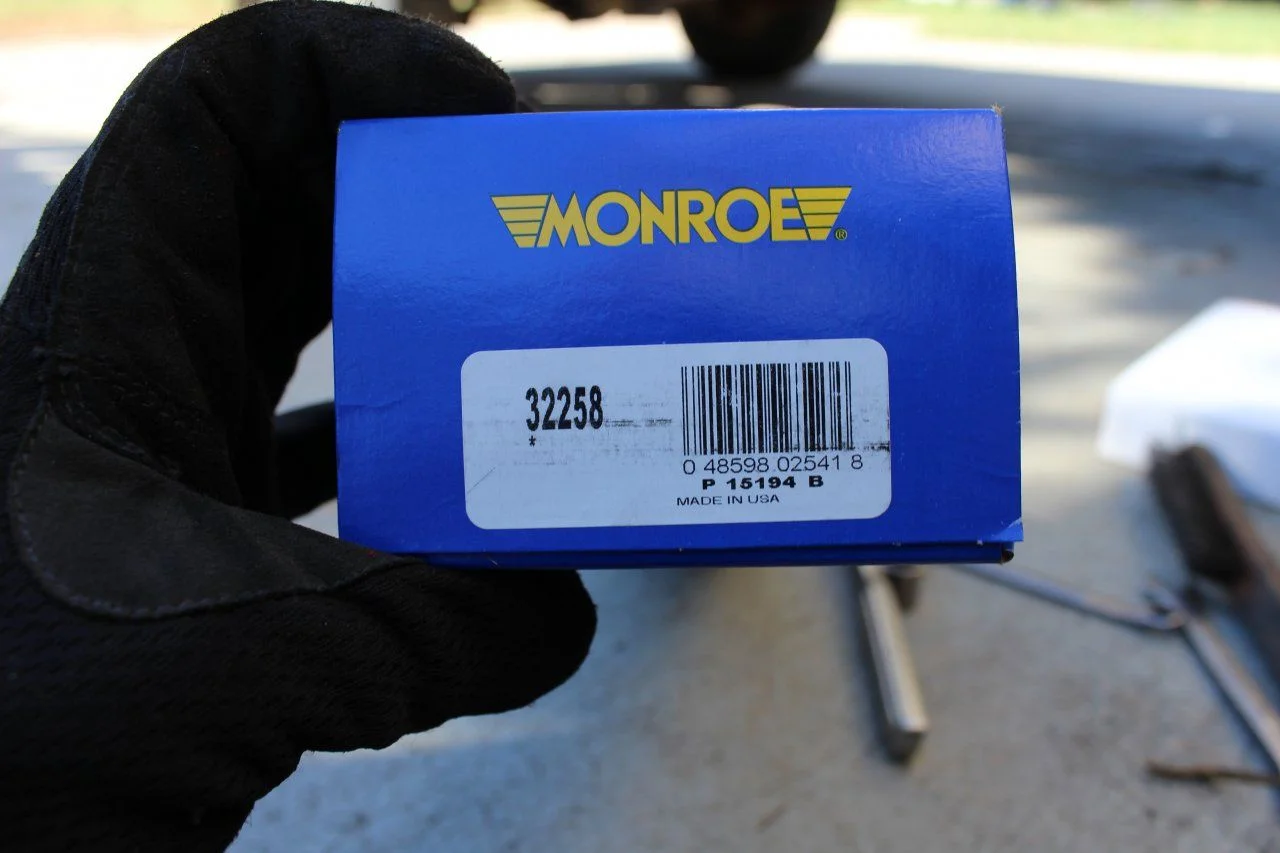 MONROE®
32258
*
0 48598 02541 8
P 15194 B
MADE IN USA